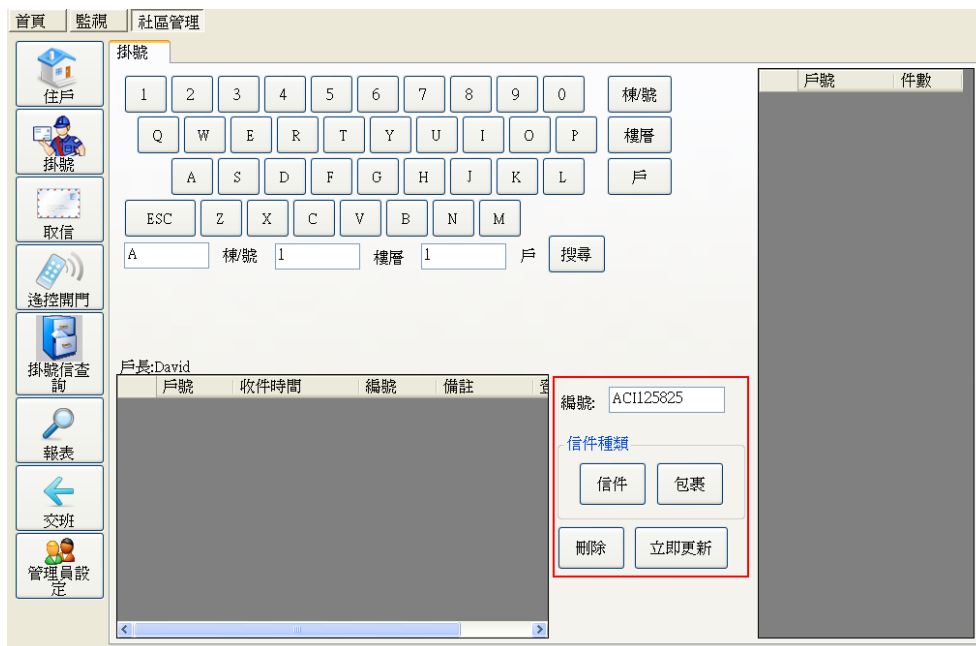 首頁 監視 社區管理
住戶
掛號
取信
遙控開門
掛號信查
詢
報表
交班
管理員設
定
掛號
1 2 3 4 5 6 7 8 9 0 棟/號
Q W E R T Y U I O P 樓層
A S D F G H J K L 戶
ESC Z X C V B N M
A 棟/號 1 樓層 1 戶 搜尋
戶長:David
戶號 收件時間 編號 備註
編號: ACI125825
信件種類
信件 包裹
刪除 立即更新
戶號 件數